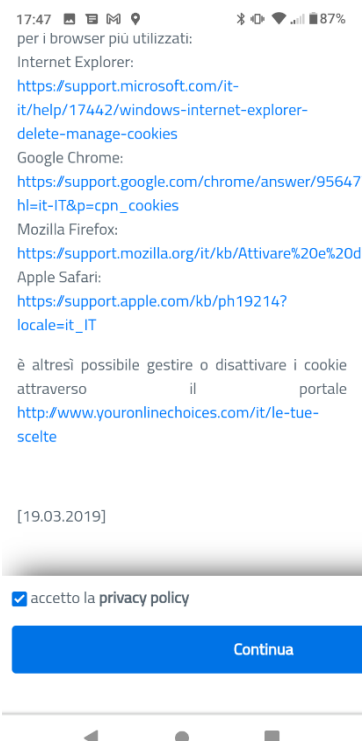 17:47 87%
per i browser più utilizzati:
Internet Explorer:
https://support.microsoft.com/it-
it/help/17442/windows-internet-explorer-
delete-manage-cookies
Google Chrome:
https://support.google.com/chrome/answer/95647
hl=it-IT&p=cpn_cookies
Mozilla Firefox:
https://support.mozilla.org/it/kb/Attivare%20e%20d
Apple Safari:
https://support.apple.com/kb/ph19214?
locale=it_IT
è altresì possibile gestire o disattivare i cookie
attraverso il portale
http://www.youronlinechoices.com/it/le-tue-
scelte
[19.03.2019]
accetto la privacy policy
Continua